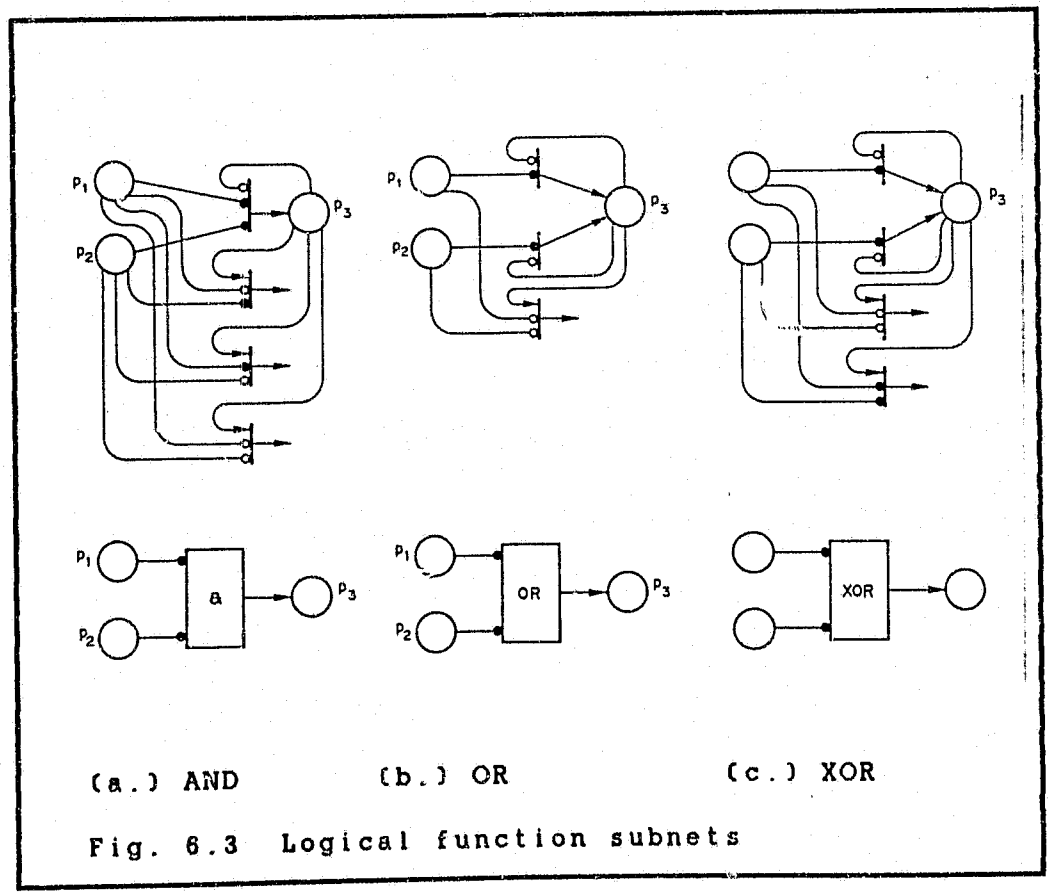 p1
p3
p2
p1
p3
p2
p3
p1
a
p3
p2
p1
OR
p3
p2
XOR
(a.) AND
(b.) OR
(c.) XOR
Fig. 6.3 Logical function subnets